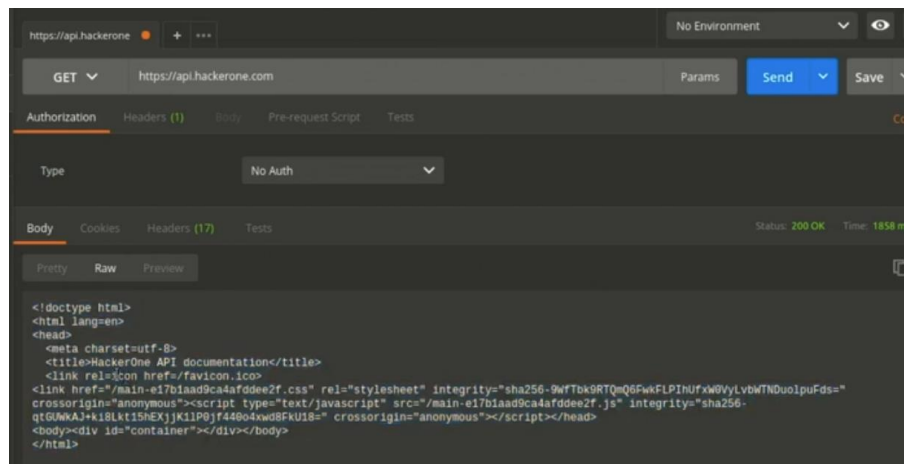 https://api.hackerone
No Environment
GET https://api.hackerone.com Params Send Save
Authorization Headers (1) Body Pre-request Script Tests
Type No Auth
Body Cookies Headers (17) Tests Status: 200 OK Time: 1858 m
Pretty Raw Preview
<!doctype html>
<html lang=en>
<head>
<meta charset=utf-8>
<title>HackerOne API documentation</title>
<link rel=icon href=/favicon.ico>
<link href="/main-e17b1aad9ca4afddee2f.css" rel="stylesheet" integrity="sha256-9WfTbk9RTQmQ6FwkFLPIhUfxW0VyLvbWTNDuolpuFds="
crossorigin="anonymous"><script type="text/javascript" src="/main-e17b1aad9ca4afddee2f.js" integrity="sha256-
qtGUWkAJ+ki8Lkt15hEXjjK1lP0jf440o4xwd8FkU18=" crossorigin="anonymous"></script></head>
<body><div id="container"></div></body>
</html>